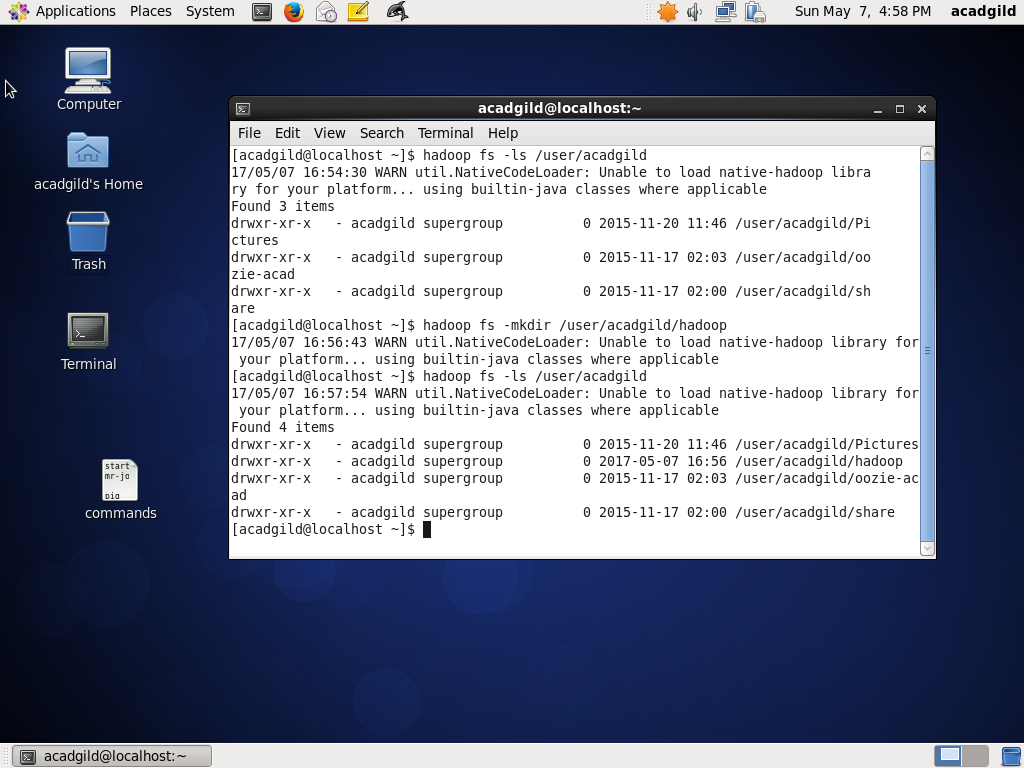 Applications Places System
Sun May 7, 4:58 PM acadgild
Computer
acadgild's Home
Trash
Terminal
start
mr-jo
pig
commands
acadgild@localhost:~
File Edit View Search Terminal Help
[acadgild@localhost ~]$ hadoop fs -ls /user/acadgild
17/05/07 16:54:30 WARN util.NativeCodeLoader: Unable to load native-hadoop libra
ry for your platform... using builtin-java classes where applicable
Found 3 items
drwxr-xr-x   - acadgild supergroup          0 2015-11-20 11:46 /user/acadgild/Pi
ctures
drwxr-xr-x   - acadgild supergroup          0 2015-11-17 02:03 /user/acadgild/oo
zie-acad
drwxr-xr-x   - acadgild supergroup          0 2015-11-17 02:00 /user/acadgild/sh
are
[acadgild@localhost ~]$ hadoop fs -mkdir /user/acadgild/hadoop
17/05/07 16:56:43 WARN util.NativeCodeLoader: Unable to load native-hadoop library for
 your platform... using builtin-java classes where applicable
[acadgild@localhost ~]$ hadoop fs -ls /user/acadgild
17/05/07 16:57:54 WARN util.NativeCodeLoader: Unable to load native-hadoop library for
 your platform... using builtin-java classes where applicable
Found 4 items
drwxr-xr-x   - acadgild supergroup          0 2015-11-20 11:46 /user/acadgild/Pictures
drwxr-xr-x   - acadgild supergroup          0 2017-05-07 16:56 /user/acadgild/hadoop
drwxr-xr-x   - acadgild supergroup          0 2015-11-17 02:03 /user/acadgild/oozie-ac
ad
drwxr-xr-x   - acadgild supergroup          0 2015-11-17 02:00 /user/acadgild/share
[acadgild@localhost ~]$
acadgild@localhost:~